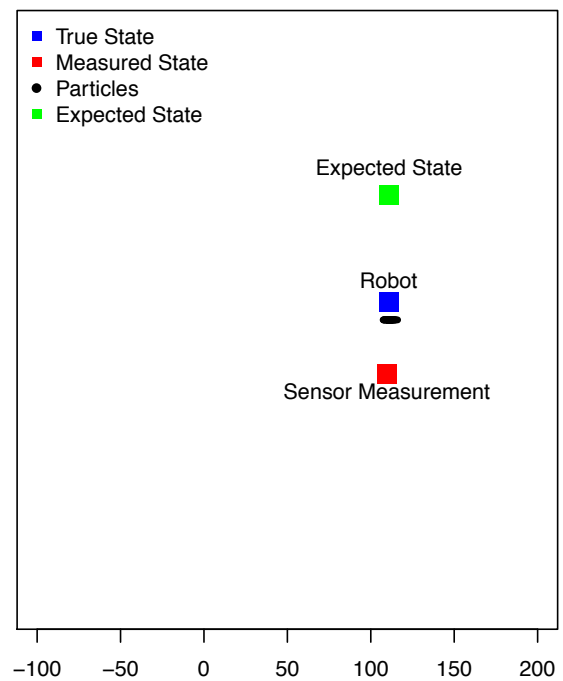 True State
Measured State
Particles
Expected State
Expected State
Robot
Sensor Measurement
−100 −50 0 50 100 150 200